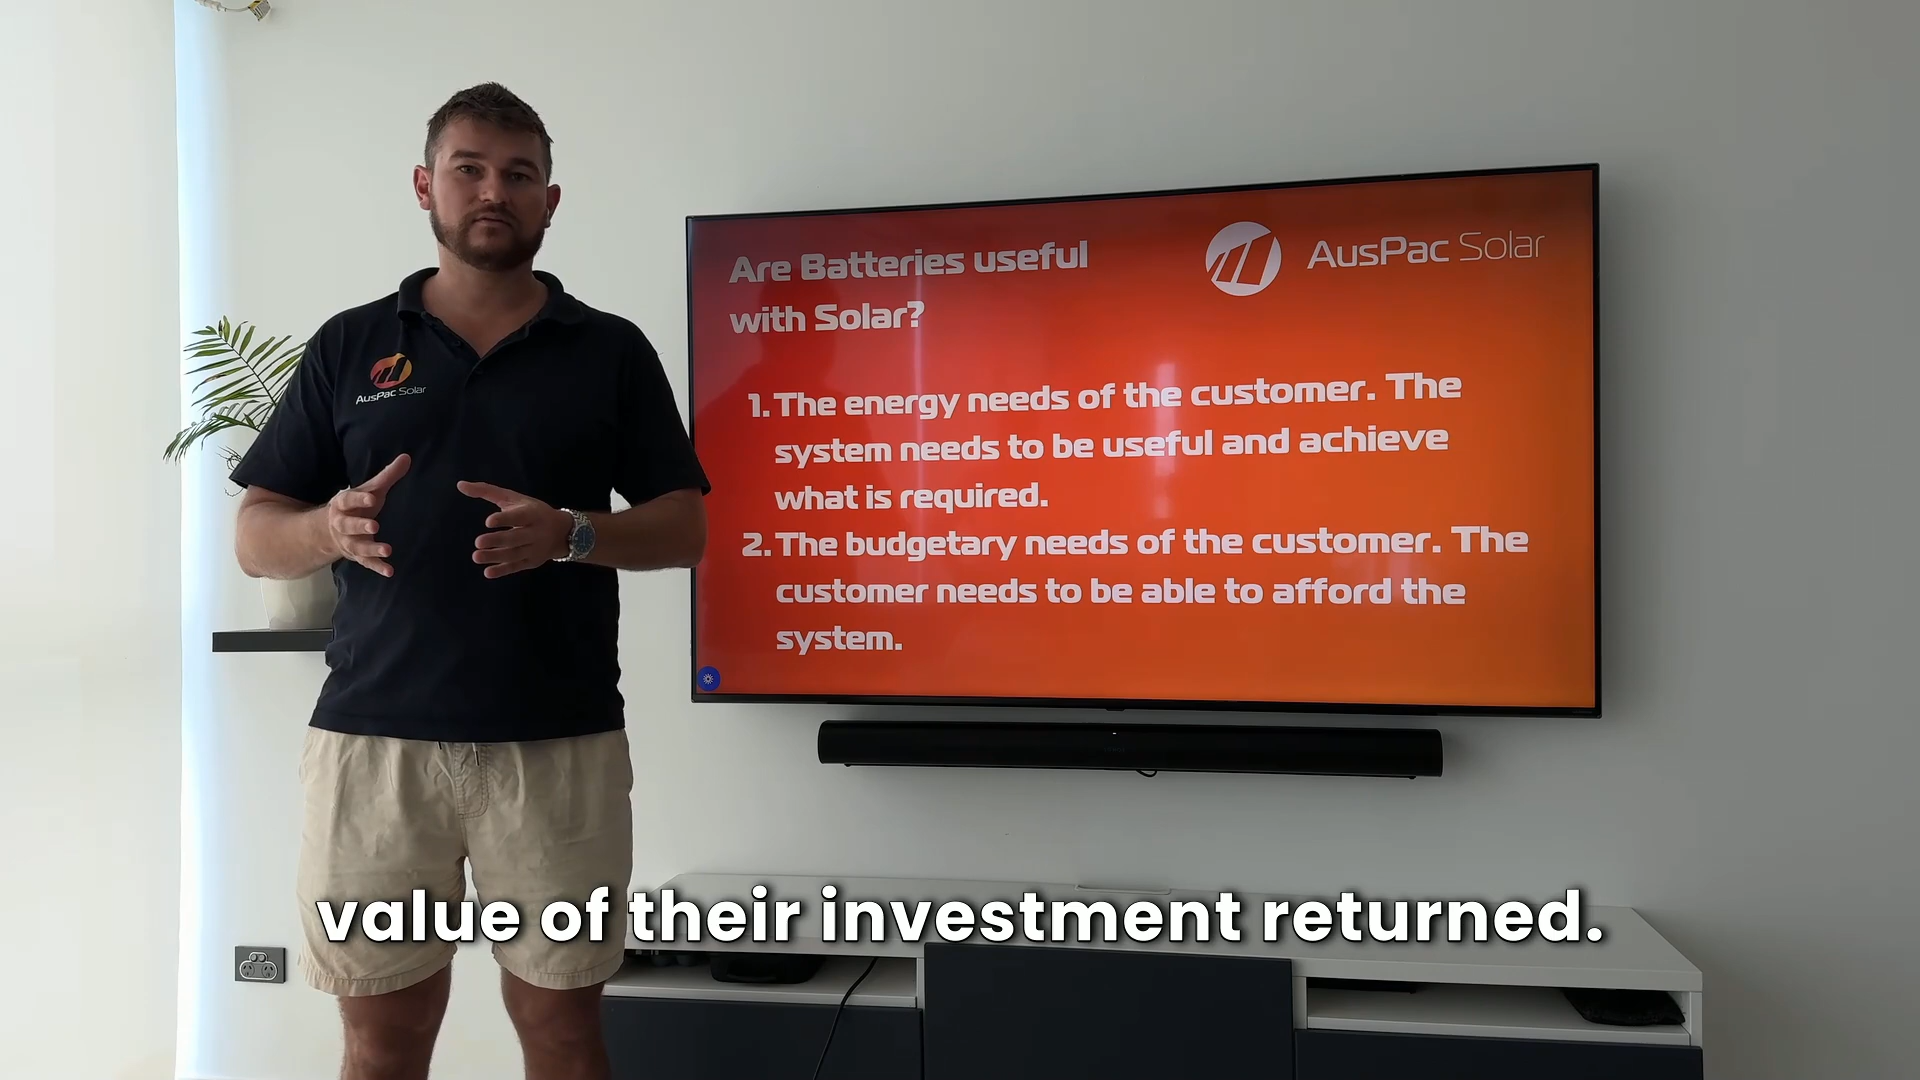 Are Batteries useful
with Solar?
AusPac Solar
1. The energy needs of the customer. The
system needs to be useful and achieve
what is required.
2. The budgetary needs of the customer. The
customer needs to be able to afford the
system.
AusPac Solar
value of their investment returned.